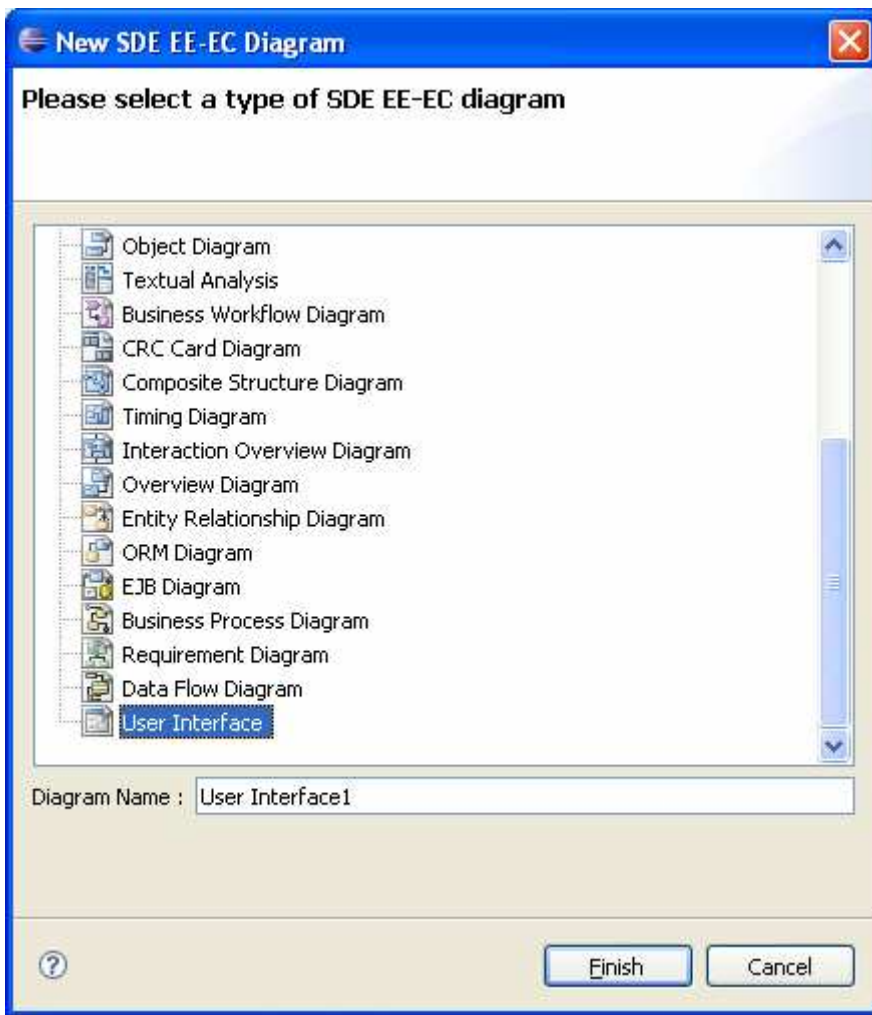 New SDE EE-EC Diagram
Please select a type of SDE EE-EC diagram
Object Diagram
Textual Analysis
Business Workflow Diagram
CRC Card Diagram
Composite Structure Diagram
Timing Diagram
Interaction Overview Diagram
Overview Diagram
Entity Relationship Diagram
ORM Diagram
EJB Diagram
Business Process Diagram
Requirement Diagram
Data Flow Diagram
User Interface
Diagram Name : User Interface1
Finish Cancel